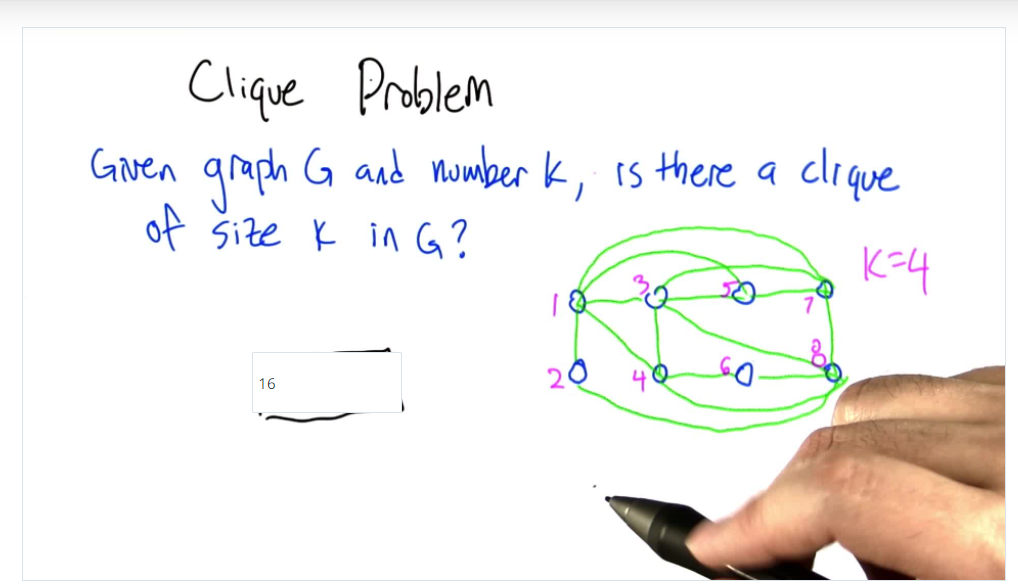 Clique Problem
Given graph G and number k, is there a clique
of size k in G?
K=4
1
3
5
7
2
4
6
8
16